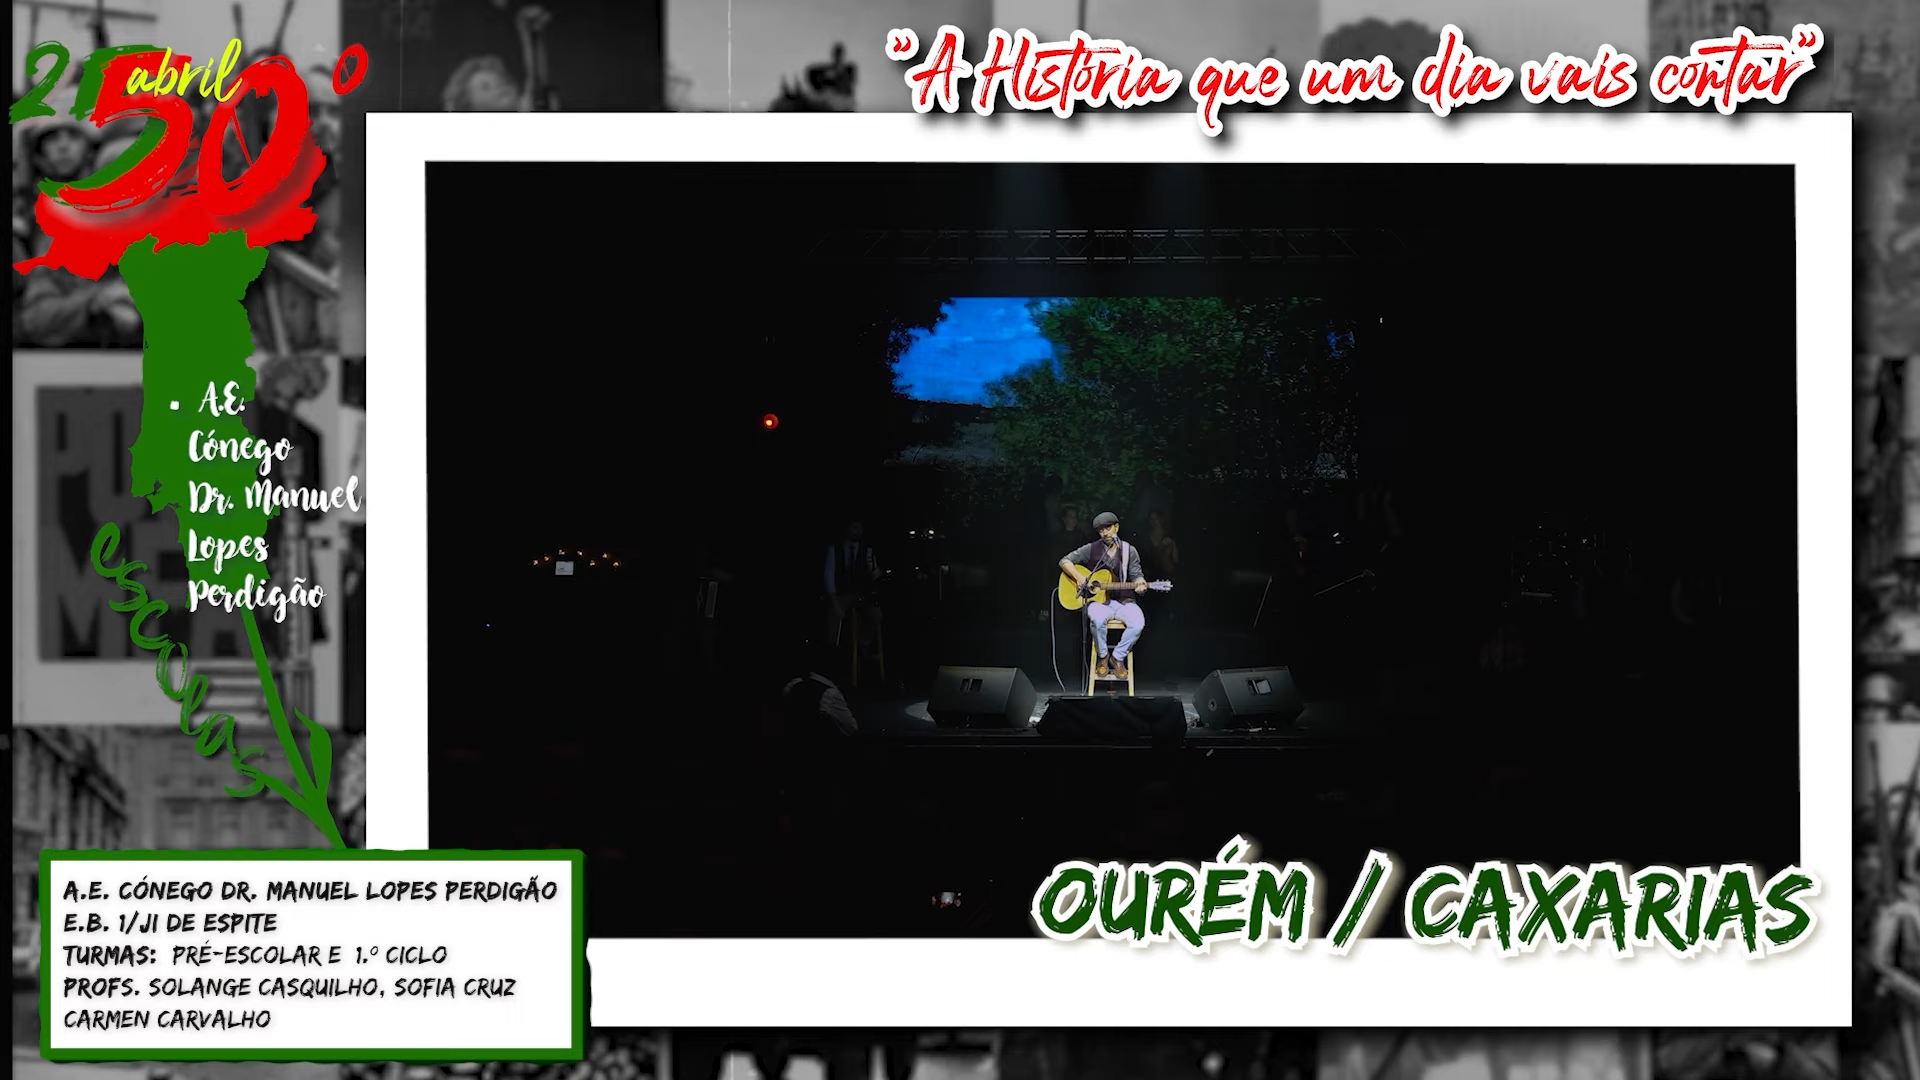 "A História que um dia vais contar"
25 abril
50º
• A.E.
Cónego
Dr. Manuel
Lopes
Perdigão
escolas
A.E. CÓNEGO DR. MANUEL LOPES PERDIGÃO
E.B. 1/JI DE ESPITE
TURMAS: PRÉ-ESCOLAR E 1.º CICLO
PROFS. SOLANGE CASQUILHO, SOFIA CRUZ
CARMEN CARVALHO
OURÉM / CAXARIAS